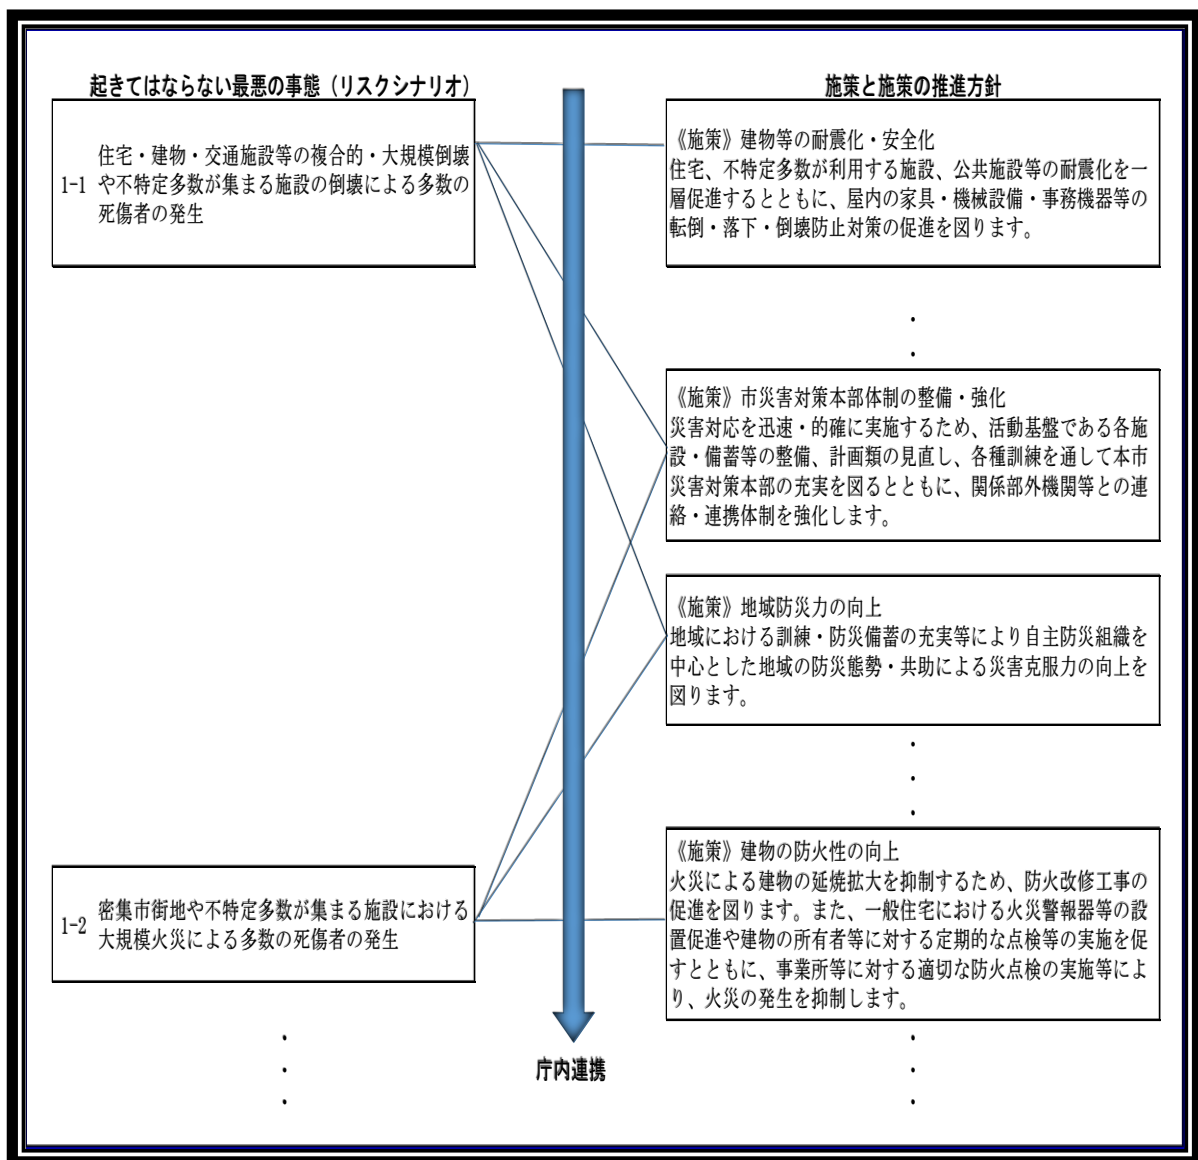 起きてはならない最悪の事態（リスクシナリオ）
1-1
住宅・建物・交通施設等の複合的・大規模倒壊
や不特定多数が集まる施設の倒壊による多数の
死傷者の発生
1-2
密集市街地や不特定多数が集まる施設における
大規模火災による多数の死傷者の発生
・
・
・
庁内連携
施策と施策の推進方針
《施策》建物等の耐震化・安全化
住宅、不特定多数が利用する施設、公共施設等の耐震化を一
層促進するとともに、屋内の家具・機械設備・事務機器等の
転倒・落下・倒壊防止対策の促進を図ります。
・
・
《施策》市災害対策本部体制の整備・強化
災害対応を迅速・的確に実施するため、活動基盤である各施
設・備蓄等の整備、計画類の見直し、各種訓練を通して本市
災害対策本部の充実を図るとともに、関係部外機関等との連
絡・連携体制を強化します。
《施策》地域防災力の向上
地域における訓練・防災備蓄の充実等により自主防災組織を
中心とした地域の防災態勢・共助による災害克服力の向上を
図ります。
・
・
・
《施策》建物の防火性の向上
火災による建物の延焼拡大を抑制するため、防火改修工事の
促進を図ります。また、一般住宅における火災警報器等の設
置促進や建物の所有者等に対する定期的な点検等の実施を促
すとともに、事業所等に対する適切な防火点検の実施等によ
り、火災の発生を抑制します。
・
・
・